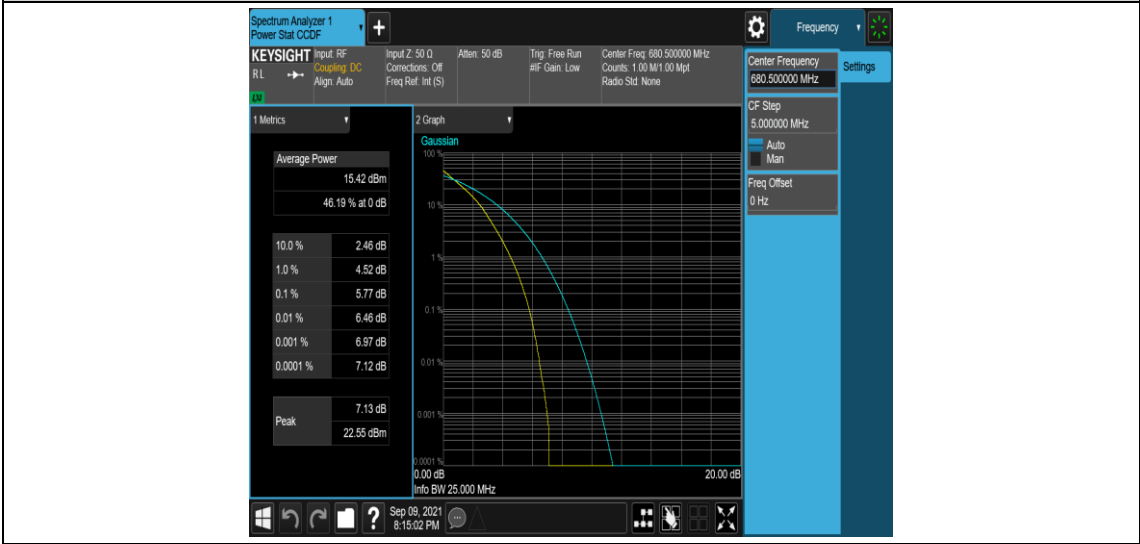 Spectrum Analyzer 1
Power Stat CCDF
+
Frequency
KEYSIGHT
Input: RF
Input Z: 50 Ω
Atten: 50 dB
Trig: Free Run
Center Freq: 680.500000 MHz
R L
Coupling: DC
Corrections: Off
#IF Gain: Low
Counts: 1.00 M/1.00 Mpt
Align: Auto
Freq Ref: Int (S)
Radio Std: None
Center Frequency
680.500000 MHz
Settings
CF Step
5.000000 MHz
Auto
Man
Freq Offset
0 Hz
1 Metrics
Average Power
15.42 dBm
46.19 % at 0 dB
10.0 % 2.46 dB
1.0 % 4.52 dB
0.1 % 5.77 dB
0.01 % 6.46 dB
0.001 % 6.97 dB
0.0001 % 7.12 dB
Peak
7.13 dB
22.55 dBm
2 Graph
Gaussian
100 %
10 %
1 %
0.1 %
0.01 %
0.001 %
0.0001 %
0.00 dB
20.00 dB
Info BW 25.000 MHz
?
Sep 09, 2021
8:15:02 PM